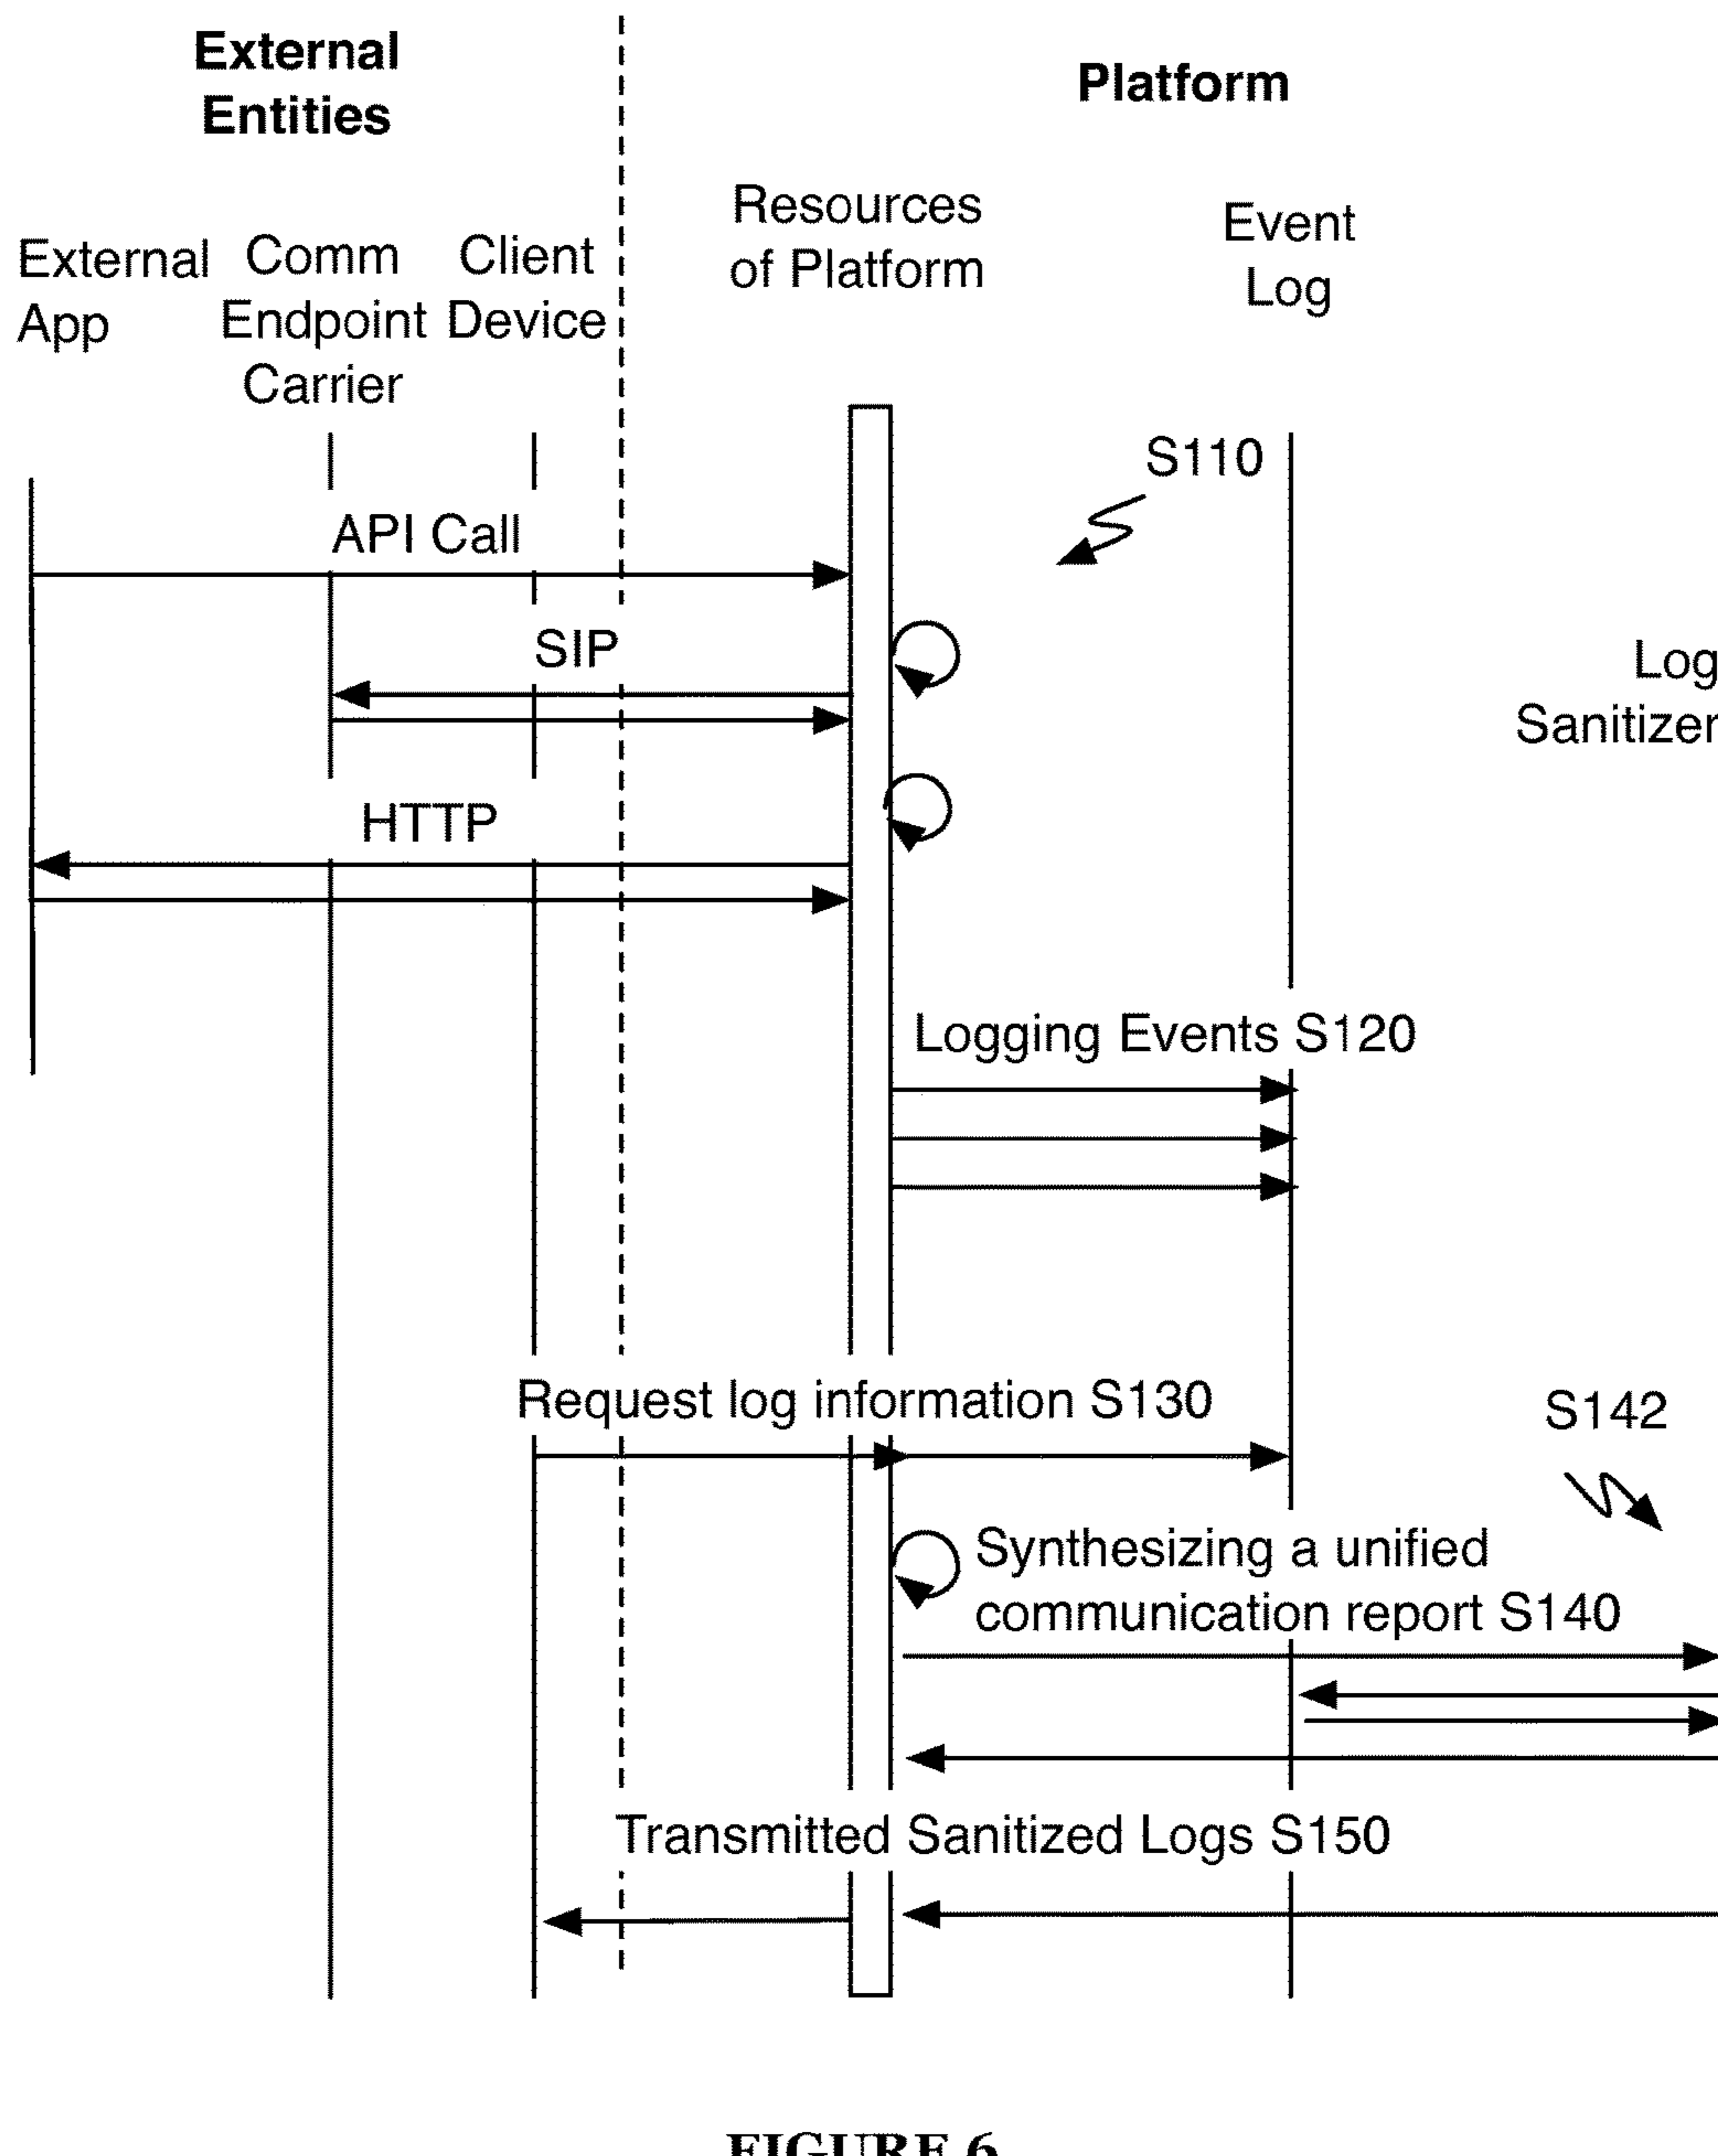 External
Entities
Platform
External
App
Comm
Endpoint
Carrier
Client
Device
Resources
of Platform
Event
Log
S110
API Call
SIP
Log
Sanitizer
HTTP
Logging Events S120
Request log information S130
S142
Synthesizing a unified
communication report S140
Transmitted Sanitized Logs S150
FIGURE 6